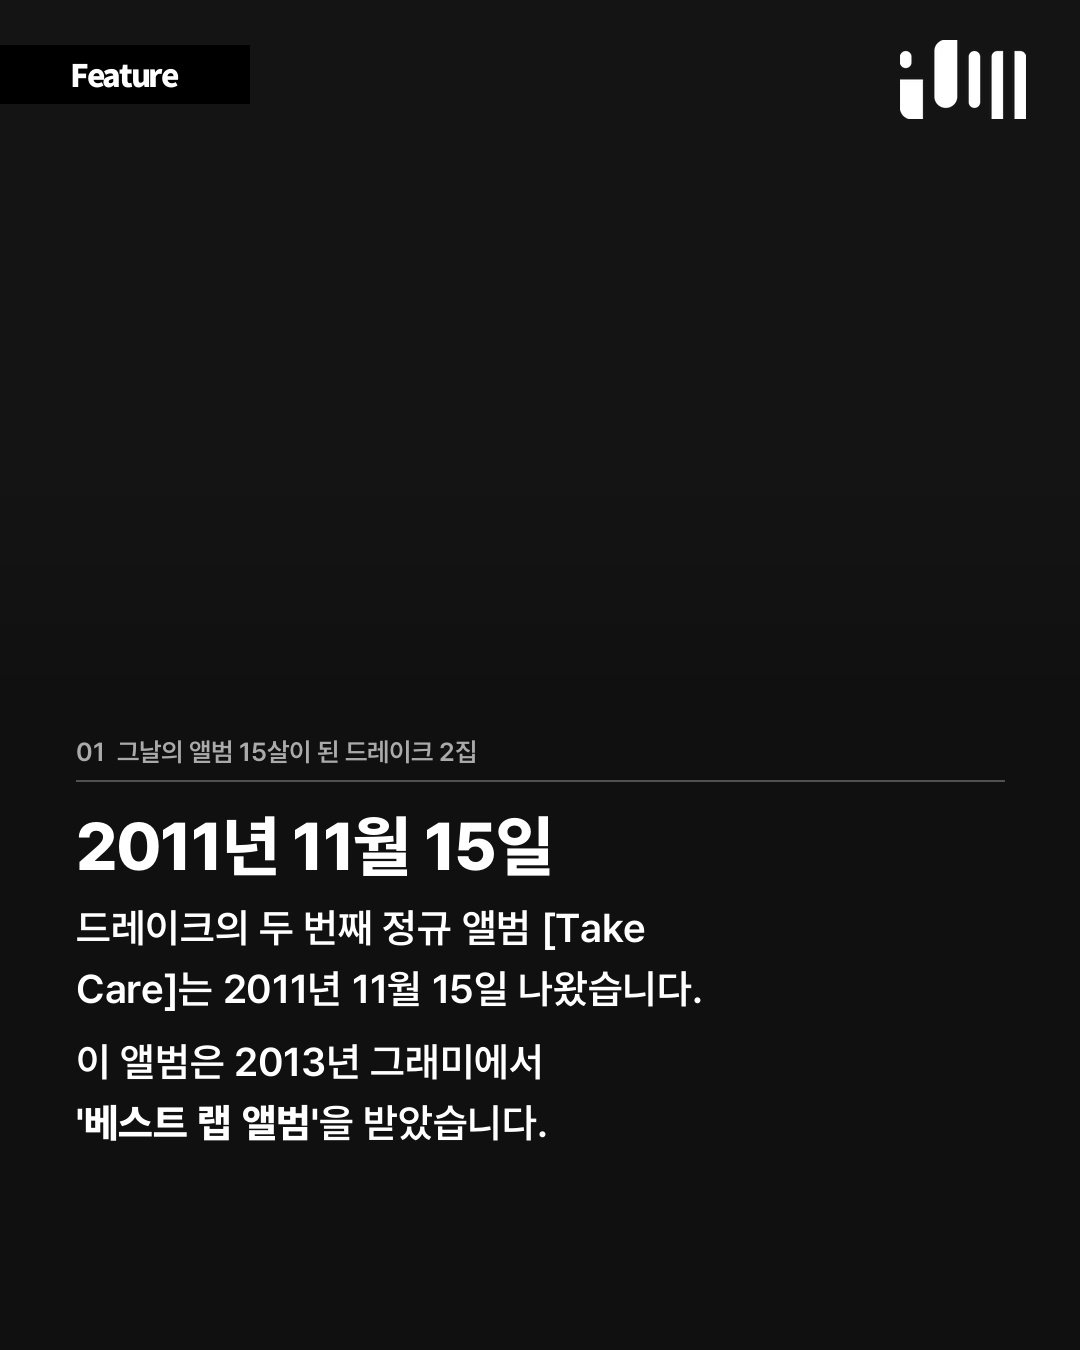 Feature
01 그날의 앨범 15살이 된 드레이크 2집
2011년 11월 15일
드레이크의 두 번째 정규 앨범 [Take
Care]는 2011년 11월 15일 나왔습니다.
이 앨범은 2013년 그래미에서
'베스트 랩 앨범'을 받았습니다.